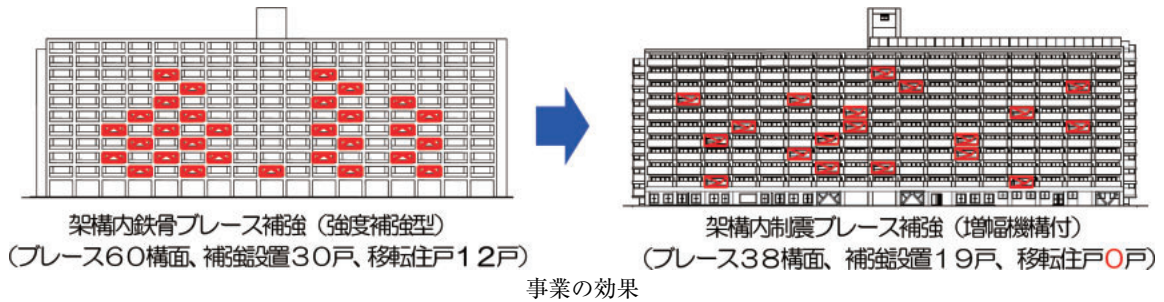 架構内鉄骨ブレース補強（強度補強型）
（ブレース60構面、補強設置30戸、移転住戸12戸）
架構内制震ブレース補強（増幅機構付）
（ブレース38構面、補強設置19戸、移転住戸0戸）
事業の効果